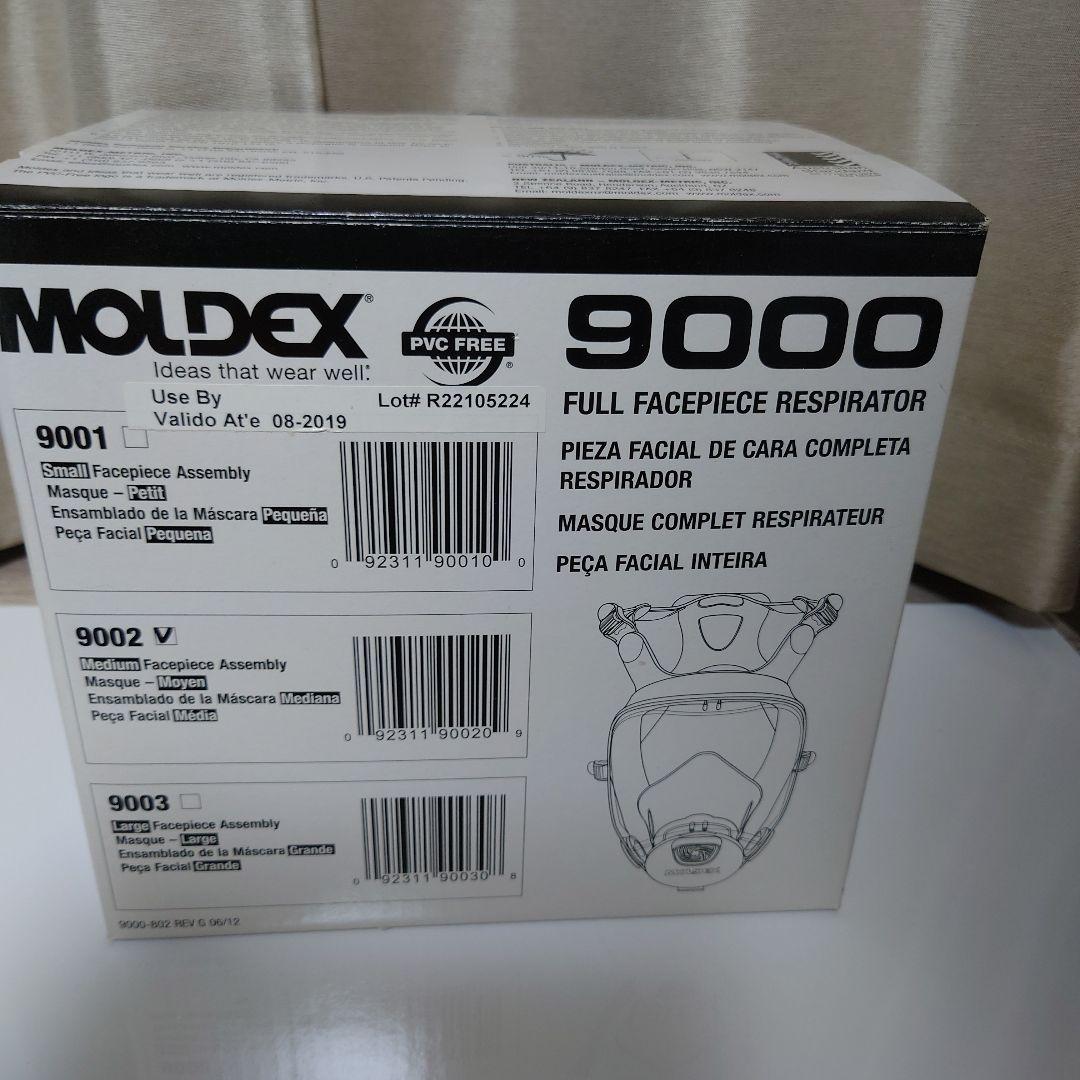 TEL: +64
MOLDEX®
Ideas that wear well.®
PVC FREE®
9000
FULL FACEPIECE RESPIRATOR
PIEZA FACIAL DE CARA COMPLETA
RESPIRADOR
MASQUE COMPLET RESPIRATEUR
PEÇA FACIAL INTEIRA
Use By
Lot# R22105224
Valido At'e 08-2019
9001
Small Facepiece Assembly
Masque – Petit
Ensamblado de la Máscara Pequeña
Peça Facial Pequena
0 92311 90010 0
9002 V
Medium Facepiece Assembly
Masque – Moyen
Ensamblado de la Máscara Mediana
Peça Facial Média
0 92311 90020 9
9003
Large Facepiece Assembly
Masque – Large
Ensamblado de la Máscara Grande
Peça Facial Grande
0 92311 90030 8
9000-802 REV G 06/12
MOLDEX